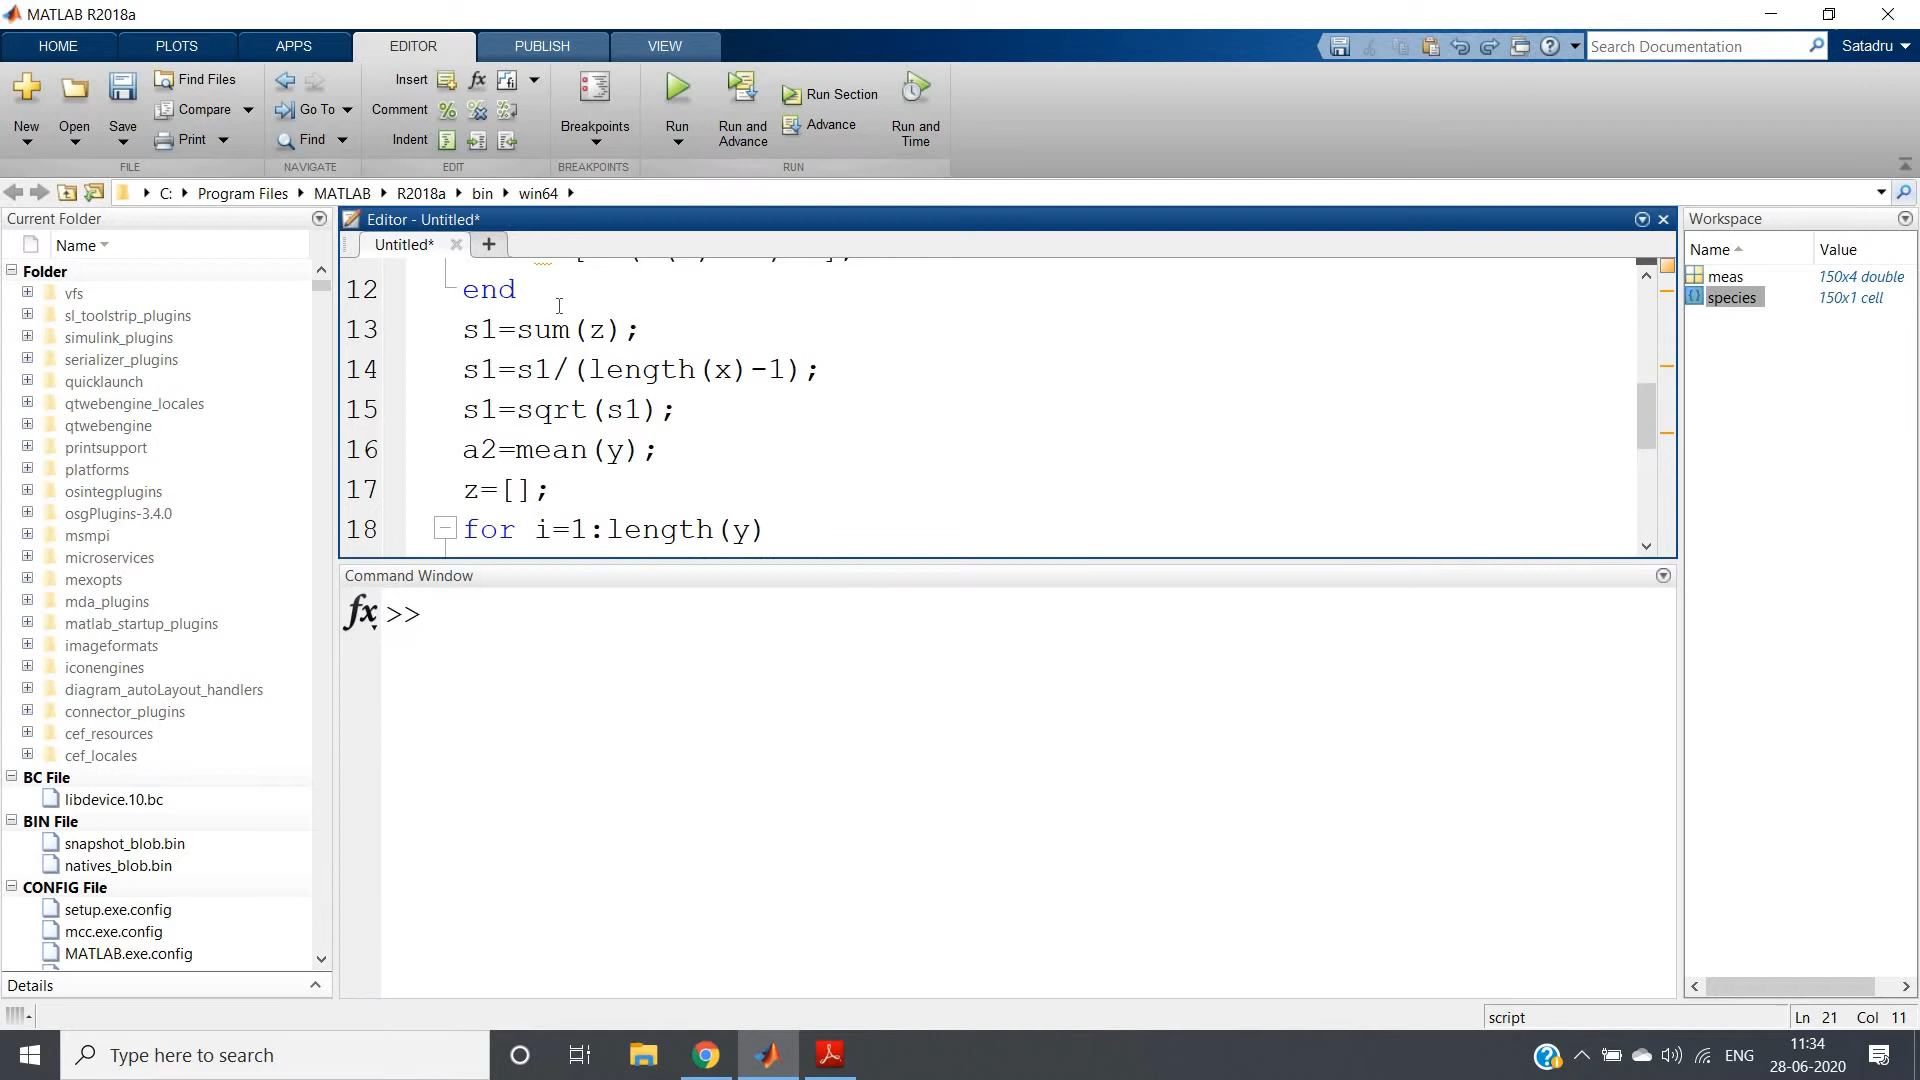 MATLAB R2018a
HOME PLOTS APPS EDITOR PUBLISH VIEW
Search Documentation
Satadru
New Open Save
Find Files
Compare
Print
Go To
Find
Insert
Comment
Indent
Breakpoints
Run
Run and Advance
Run Section
Advance
Run and Time
FILE NAVIGATE EDIT BREAKPOINTS RUN
C: Program Files MATLAB R2018a bin win64
Current Folder
Name
Folder
vfs
sl_toolstrip_plugins
simulink_plugins
serializer_plugins
quicklaunch
qtwebengine_locales
qtwebengine
printsupport
platforms
osintegplugins
osgPlugins-3.4.0
msmpi
microservices
mexopts
mda_plugins
matlab_startup_plugins
imageformats
iconengines
diagram_autoLayout_handlers
connector_plugins
cef_resources
cef_locales
BC File
libdevice.10.bc
BIN File
snapshot_blob.bin
natives_blob.bin
CONFIG File
setup.exe.config
mcc.exe.config
MATLAB.exe.config
Details
Editor - Untitled*
Untitled*
12 end
13 s1=sum(z);
14 s1=s1/(length(x)-1);
15 s1=sqrt(s1);
16 a2=mean(y);
17 z=[];
18 for i=1:length(y)
Command Window
fx >>
Workspace
Name Value
meas 150x4 double
species 150x1 cell
script Ln 21 Col 11
Type here to search
ENG
11:34
28-06-2020